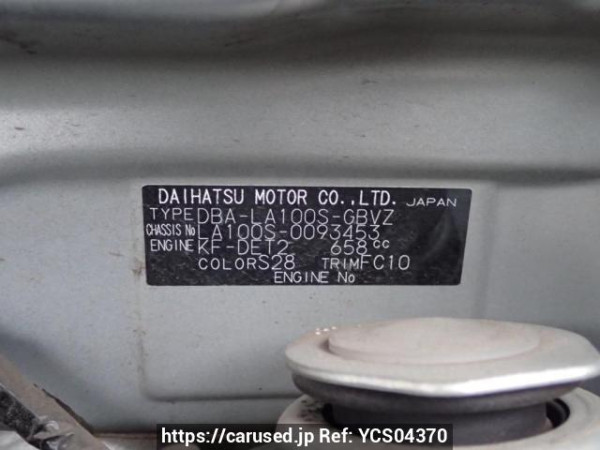 DAIHATSU MOTOR CO.,LTD. JAPAN
TYPE DBA-LA100S-GBVZ
CHASSIS No LA100S-0093453
ENGINE KF-DET2 658cc
COLOR S28 TRIM FC10
ENGINE No
https://carused.jp Ref: YCS04370